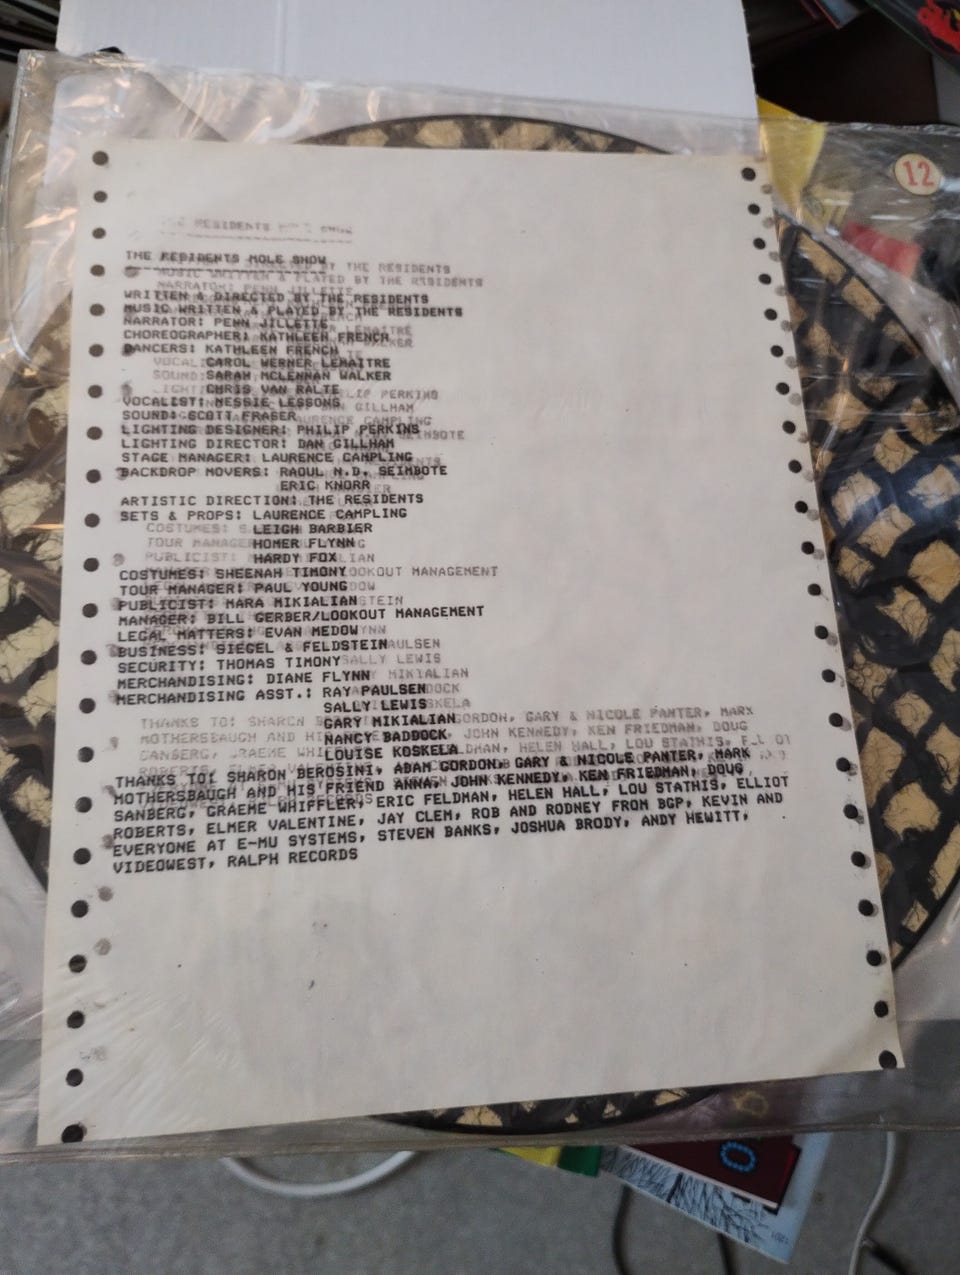 THE RESIDENTS MOLE SHOW
WRITTEN & DIRECTED BY THE RESIDENTS
MUSIC WRITTEN & PLAYED BY THE RESIDENTS
NARRATOR: PENN JILLETTE
CHOREOGRAPHER: KATHLEEN FRENCH
DANCERS: KATHLEEN FRENCH
CAROL WERNER LEMAITRE
SARAH MCLENNAN WALKER
CHRIS VAN RALTE
VOCALIST: NESSIE LESSONS
SOUND: SCOTT FRASER
LIGHTING DESIGNER: PHILIP PERKINS
LIGHTING DIRECTOR: DAN GILLHAM
STAGE MANAGER: LAURENCE CAMPLING
BACKDROP MOVERS: RAOUL N.D. SEIMBOTE
ERIC KNORR
ARTISTIC DIRECTION: THE RESIDENTS
SETS & PROPS: LAURENCE CAMPLING
LEIGH BARBIER
HOMER FLYNN
HARDY FOX
COSTUMES: SHEENAH TIMONY
TOUR MANAGER: PAUL YOUNG
PUBLICIST: MARA MIKIALIAN
MANAGER: BILL GERBER/LOOKOUT MANAGEMENT
LEGAL MATTERS: EVAN MEDOW
BUSINESS: SIEGEL & FELDSTEIN
SECURITY: THOMAS TIMONY
MERCHANDISING: DIANE FLYNN
MERCHANDISING ASST.: RAY PAULSEN
SALLY LEWIS
GARY MIKIALIAN
NANCY BADDOCK
LOUISE KOSKELA
THANKS TO: SHARON BEROSINI, ADAM GORDON, GARY & NICOLE PANTER, MARK
MOTHERSBAUGH AND HIS FRIEND ANNA, JOHN KENNEDY, KEN FRIEDMAN, DOUG
SANBERG, GRAEME WHIFFLER, ERIC FELDMAN, HELEN HALL, LOU STATHIS, ELLIOT
ROBERTS, ELMER VALENTINE, JAY CLEM, ROB AND RODNEY FROM BGP, KEVIN AND
EVERYONE AT E-MU SYSTEMS, STEVEN BANKS, JOSHUA BRODY, ANDY HEWITT,
VIDEOWEST, RALPH RECORDS
12